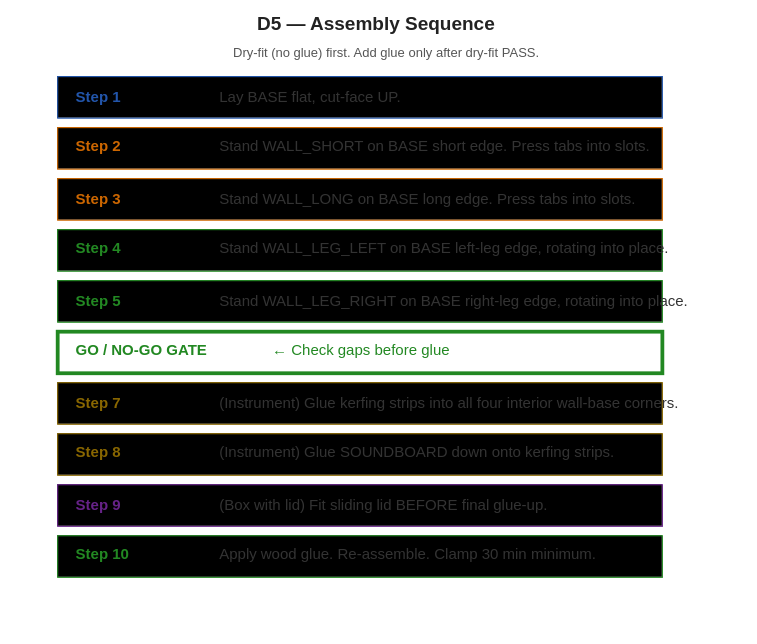 D5 — Assembly Sequence
Dry-fit (no glue) first. Add glue only after dry-fit PASS.
Step 1 Lay BASE flat, cut-face UP.
Step 2 Stand WALL_SHORT on BASE short edge. Press tabs into slots.
Step 3 Stand WALL_LONG on BASE long edge. Press tabs into slots.
Step 4 Stand WALL_LEG_LEFT on BASE left-leg edge, rotating into place.
Step 5 Stand WALL_LEG_RIGHT on BASE right-leg edge, rotating into place.
GO / NO-GO GATE ← Check gaps before glue
Step 7 (Instrument) Glue kerfing strips into all four interior wall-base corners.
Step 8 (Instrument) Glue SOUNDBOARD down onto kerfing strips.
Step 9 (Box with lid) Fit sliding lid BEFORE final glue-up.
Step 10 Apply wood glue. Re-assemble. Clamp 30 min minimum.